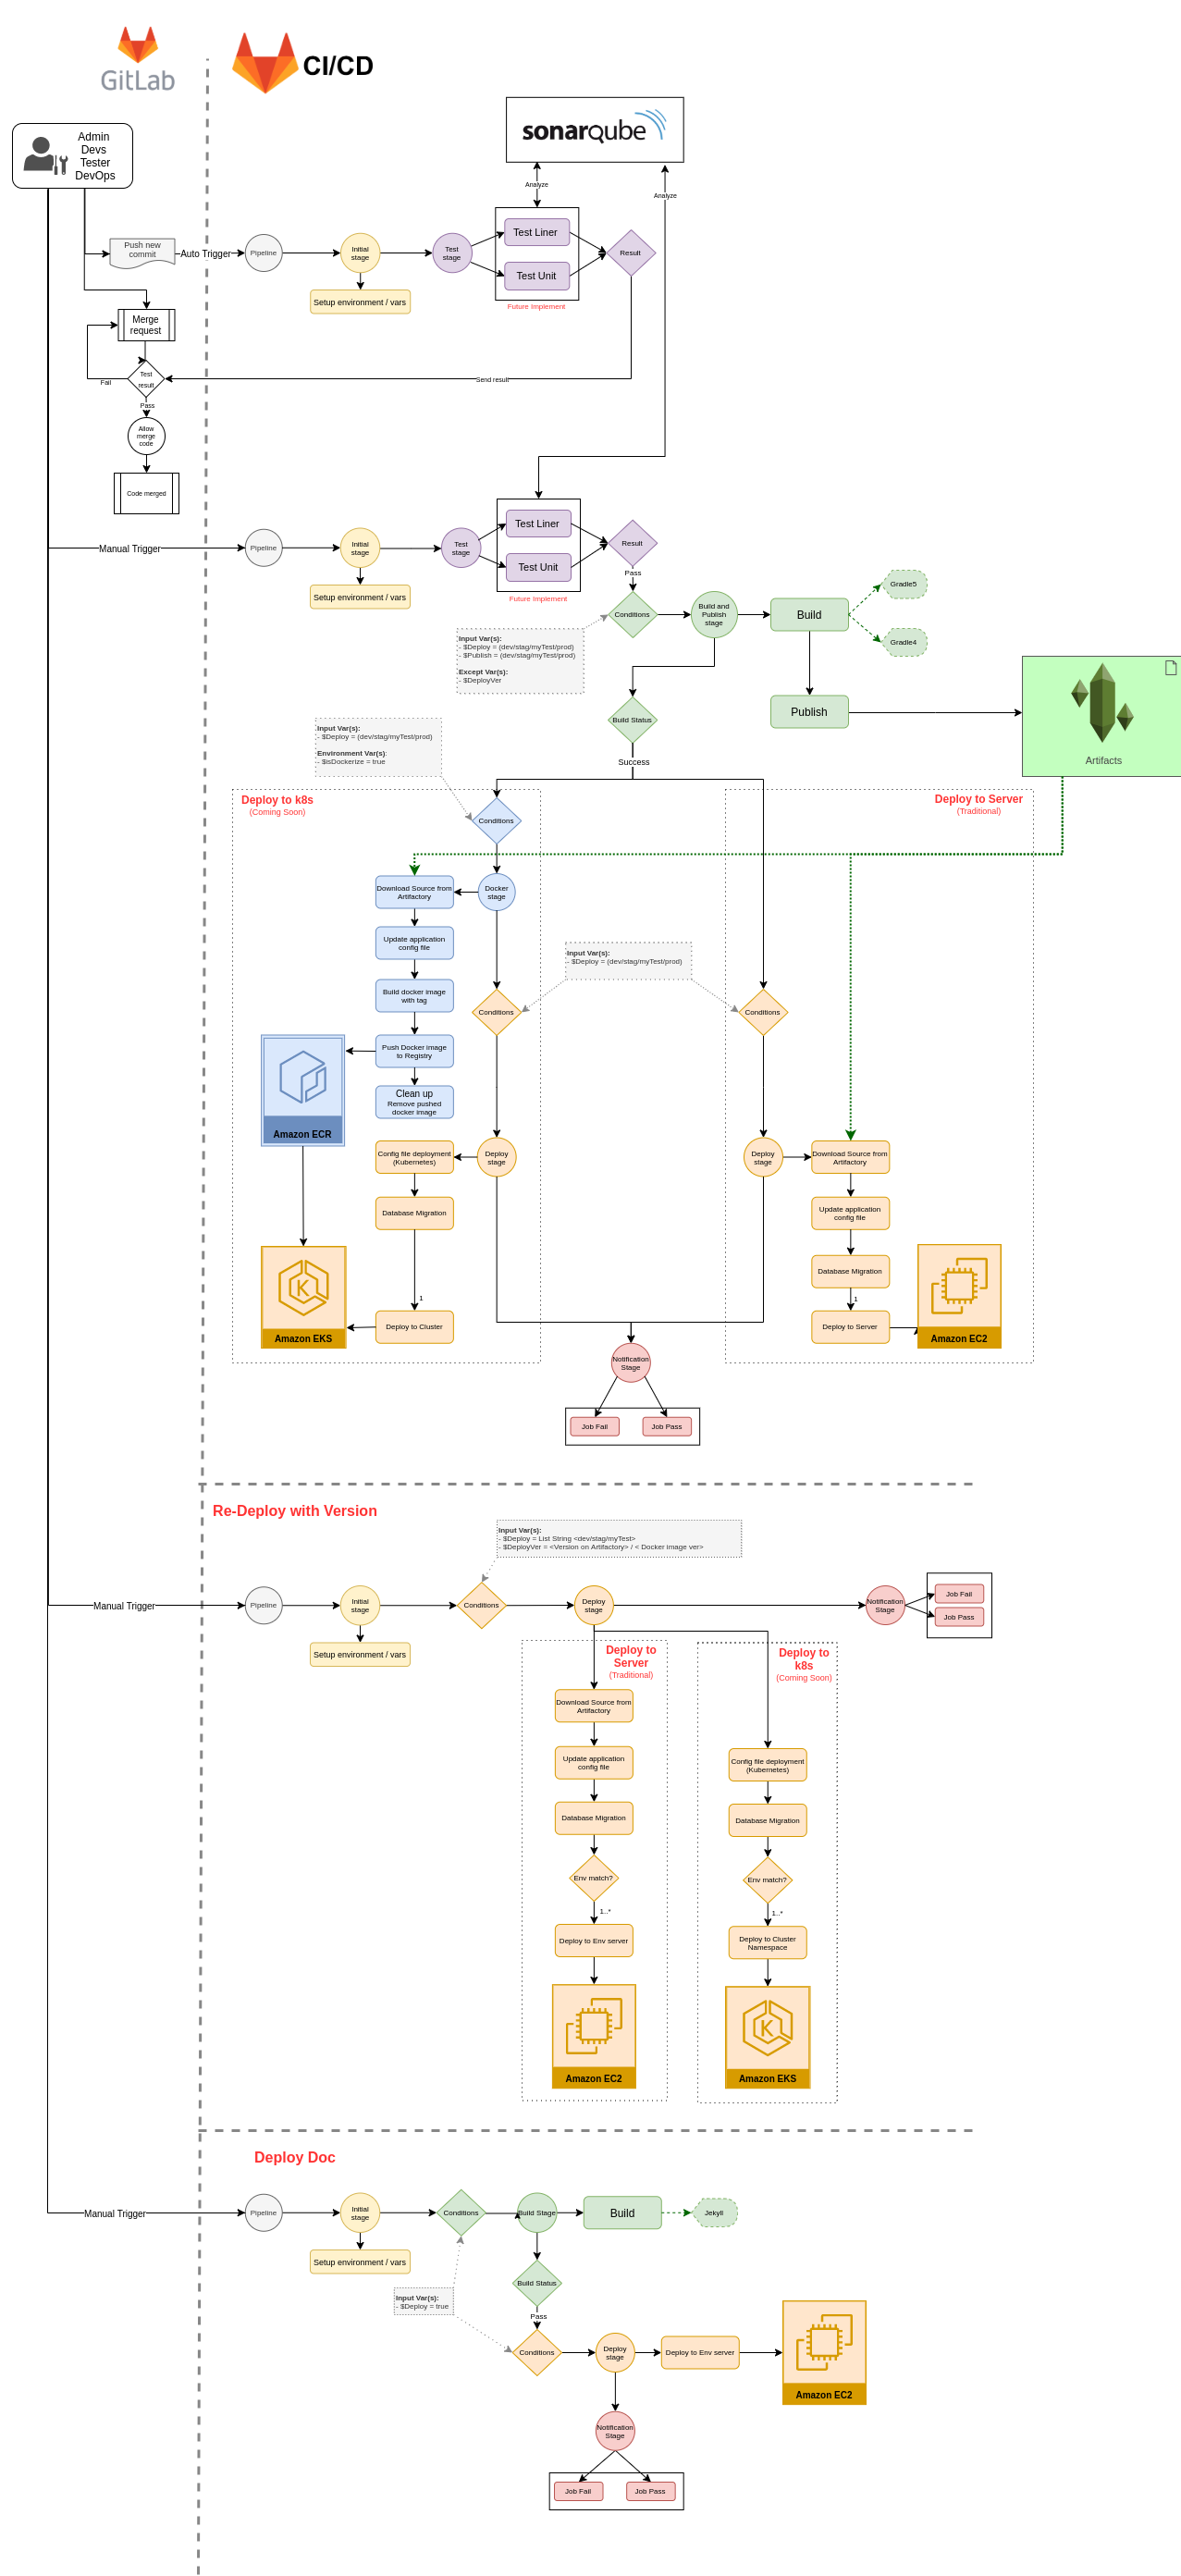 GitLab
CI/CD
sonarqube
Admin
Devs
Tester
DevOps
Analyze
Analyze
Push new
commit
Auto Trigger
Pipeline
Initial
stage
Setup environment / vars
Test
stage
Test Liner
Test Unit
Future Implement
Result
Merge
request
Test
result
Fail
Send result
Pass
Allow
merge
code
Code merged
Manual Trigger
Pipeline
Initial
stage
Setup environment / vars
Test
stage
Test Liner
Test Unit
Future Implement
Result
Pass
Conditions
Build and
Publish
stage
Build
Gradle5
Gradle4
Input Var(s):
- $Deploy = (dev/stag/myTest/prod)
- $Publish = (dev/stag/myTest/prod)
Except Var(s):
- $DeployVer
Publish
Artifacts
Build Status
Success
Input Var(s):
- $Deploy = (dev/stag/myTest/prod)
Environment Var(s):
- $isDockerize = true
Deploy to k8s
(Coming Soon)
Deploy to Server
(Traditional)
Conditions
Docker
stage
Download Source from
Artifactory
Update application
config file
Build docker image
with tag
Push Docker image
to Registry
Clean up
Remove pushed
docker image
Input Var(s):
- $Deploy = (dev/stag/myTest/prod)
Conditions
Conditions
Amazon ECR
Config file deployment
(Kubernetes)
Deploy
stage
Database Migration
1
Deploy to Cluster
Amazon EKS
Deploy
stage
Download Source from
Artifactory
Update application
config file
Database Migration
1
Deploy to Server
Amazon EC2
Notification
Stage
Job Fail
Job Pass
Re-Deploy with Version
Input Var(s):
- $Deploy = List String <dev/stag/myTest>
- $DeployVer = <Version on Artifactory> / < Docker image ver>
Manual Trigger
Pipeline
Initial
stage
Setup environment / vars
Conditions
Deploy
stage
Notification
Stage
Job Fail
Job Pass
Deploy to
Server
(Traditional)
Download Source from
Artifactory
Update application
config file
Database Migration
Env match?
1..*
Deploy to Env server
Amazon EC2
Deploy to
k8s
(Coming Soon)
Config file deployment
(Kubernetes)
Database Migration
Env match?
1..*
Deploy to Cluster
Namespace
Amazon EKS
Deploy Doc
Manual Trigger
Pipeline
Initial
stage
Setup environment / vars
Conditions
Build Stage
Build
Jekyll
Build Status
Input Var(s):
- $Deploy = true
Pass
Conditions
Deploy
stage
Deploy to Env server
Amazon EC2
Notification
Stage
Job Fail
Job Pass